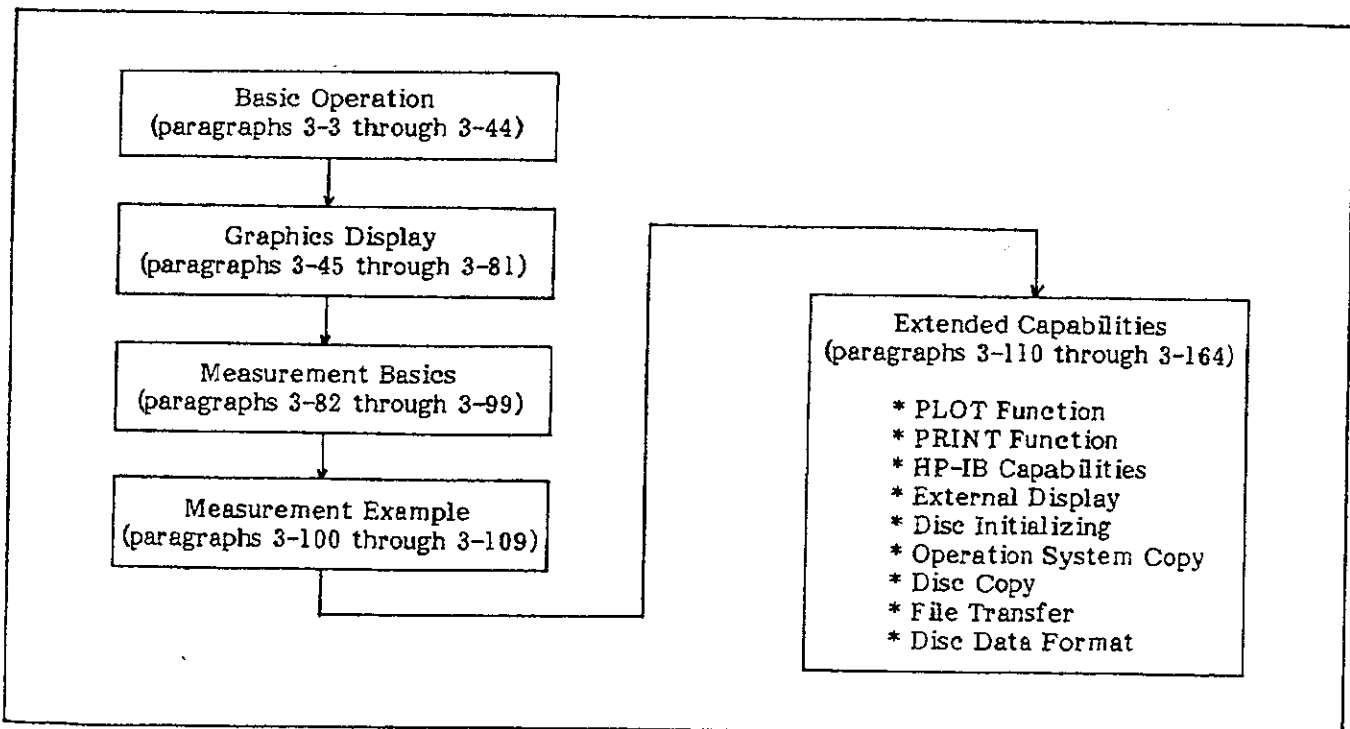 Basic Operation
(paragraphs 3-3 through 3-44)
Graphics Display
(paragraphs 3-45 through 3-81)
Measurement Basics
(paragraphs 3-82 through 3-99)
Measurement Example
(paragraphs 3-100 through 3-109)
Extended Capabilities
(paragraphs 3-110 through 3-164)
* PLOT Function
* PRINT Function
* HP-IB Capabilities
* External Display
* Disc Initializing
* Operation System Copy
* Disc Copy
* File Transfer
* Disc Data Format